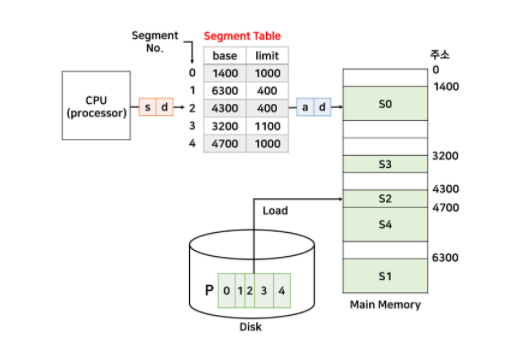 Segment No.
Segment Table
base limit
0 1400 1000
1 6300 400
2 4300 400
3 3200 1100
4 4700 1000
CPU
(processor)
s d
a d
주소
0
1400
S0
3200
S3
4300
S2
4700
S4
6300
S1
Main Memory
Load
P 0 1 2 3 4
Disk